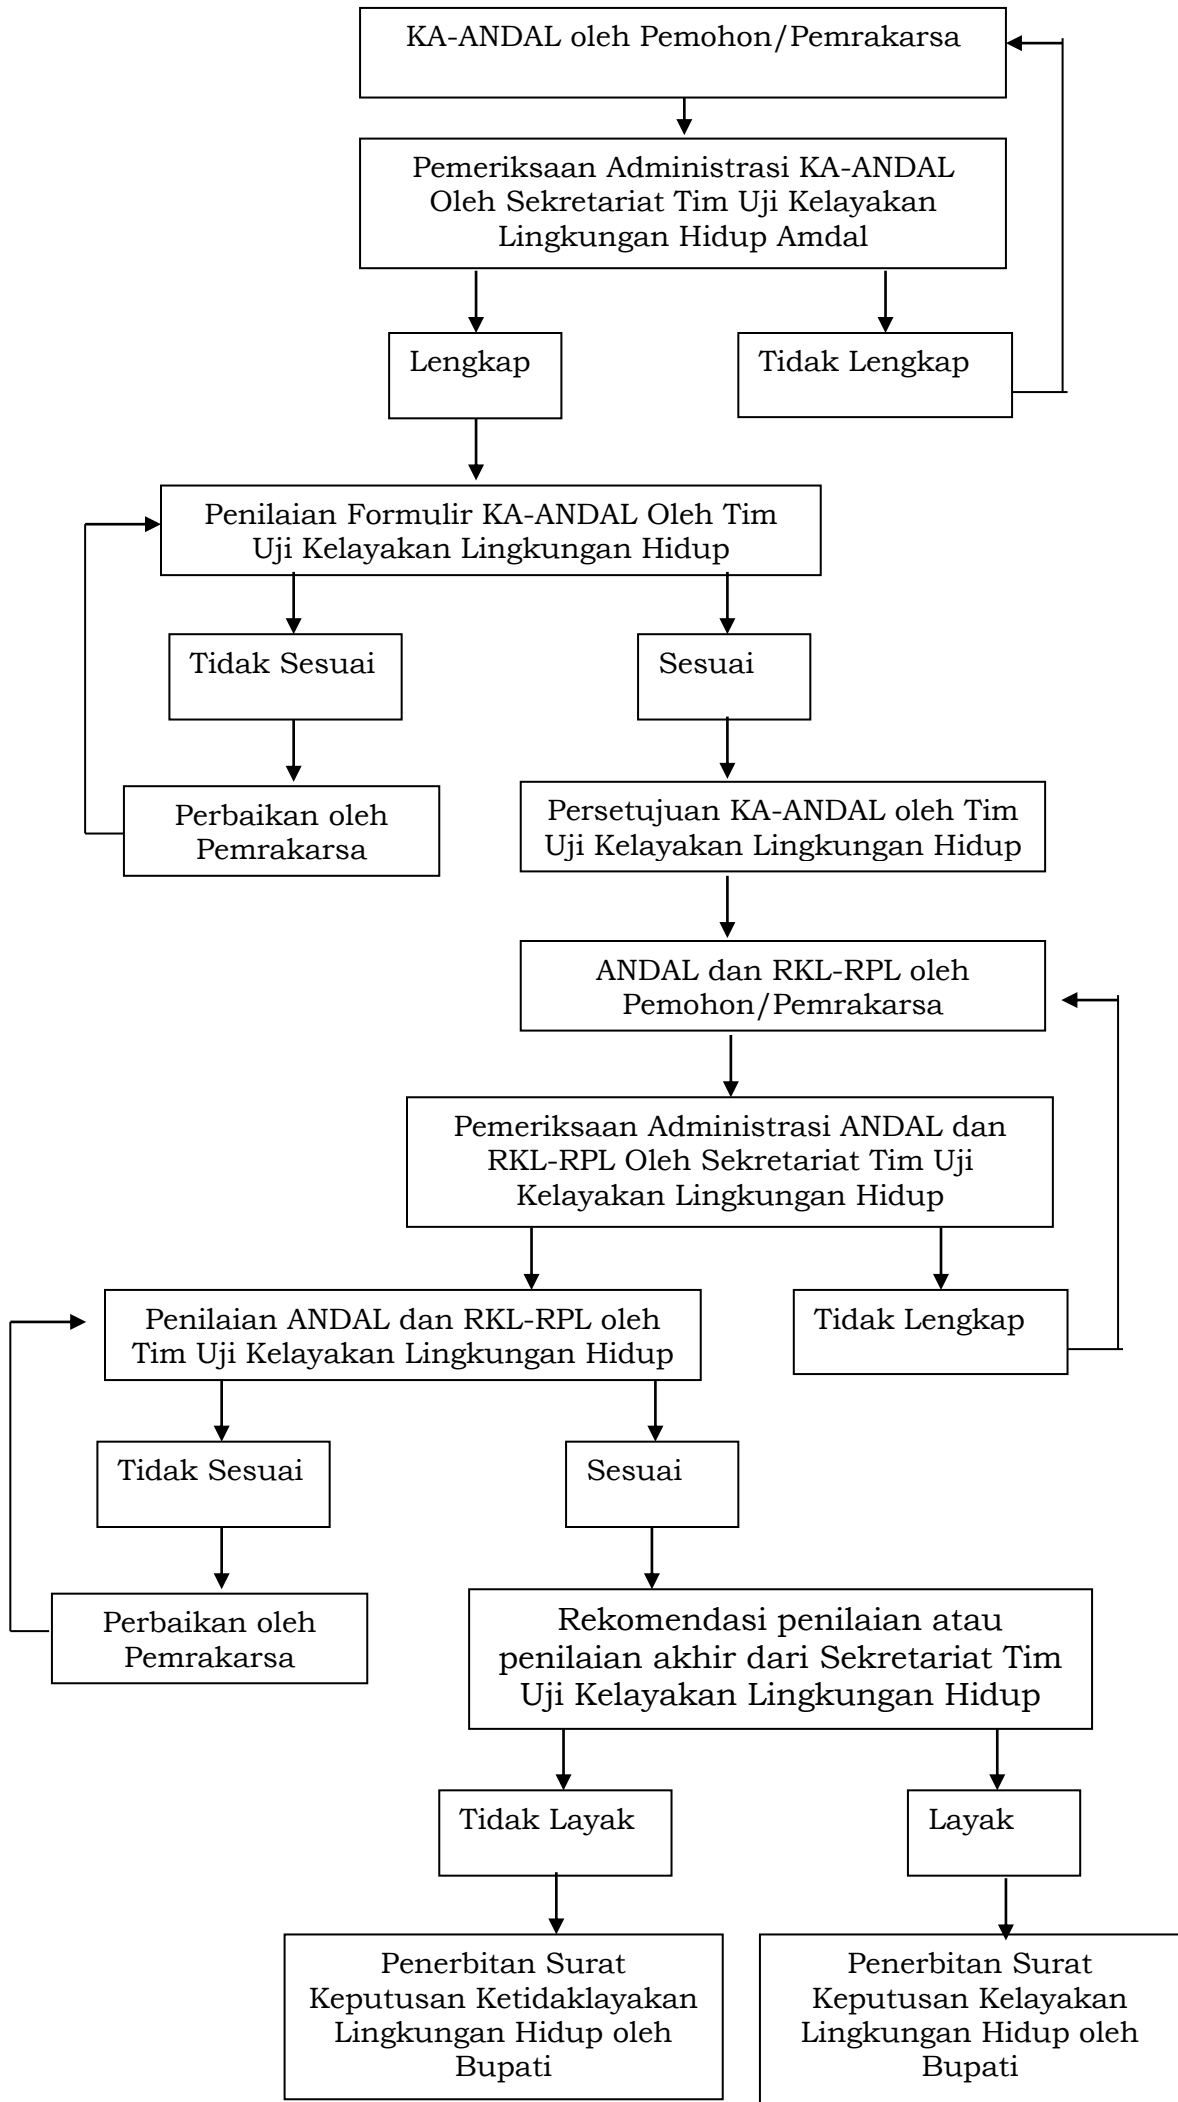 KA-ANDAL oleh Pemohon/Pemrakarsa
Pemeriksaan Administrasi KA-ANDAL
Oleh Sekretariat Tim Uji Kelayakan
Lingkungan Hidup Amdal
Lengkap
Tidak Lengkap
Penilaian Formulir KA-ANDAL Oleh Tim
Uji Kelayakan Lingkungan Hidup
Tidak Sesuai
Sesuai
Perbaikan oleh
Pemrakarsa
Persetujuan KA-ANDAL oleh Tim
Uji Kelayakan Lingkungan Hidup
ANDAL dan RKL-RPL oleh
Pemohon/Pemrakarsa
Pemeriksaan Administrasi ANDAL dan
RKL-RPL Oleh Sekretariat Tim Uji
Kelayakan Lingkungan Hidup
Penilaian ANDAL dan RKL-RPL oleh
Tim Uji Kelayakan Lingkungan Hidup
Tidak Lengkap
Tidak Sesuai
Sesuai
Perbaikan oleh
Pemrakarsa
Rekomendasi penilaian atau
penilaian akhir dari Sekretariat Tim
Uji Kelayakan Lingkungan Hidup
Tidak Layak
Layak
Penerbitan Surat
Keputusan Ketidaklayakan
Lingkungan Hidup oleh
Bupati
Penerbitan Surat
Keputusan Kelayakan
Lingkungan Hidup oleh
Bupati